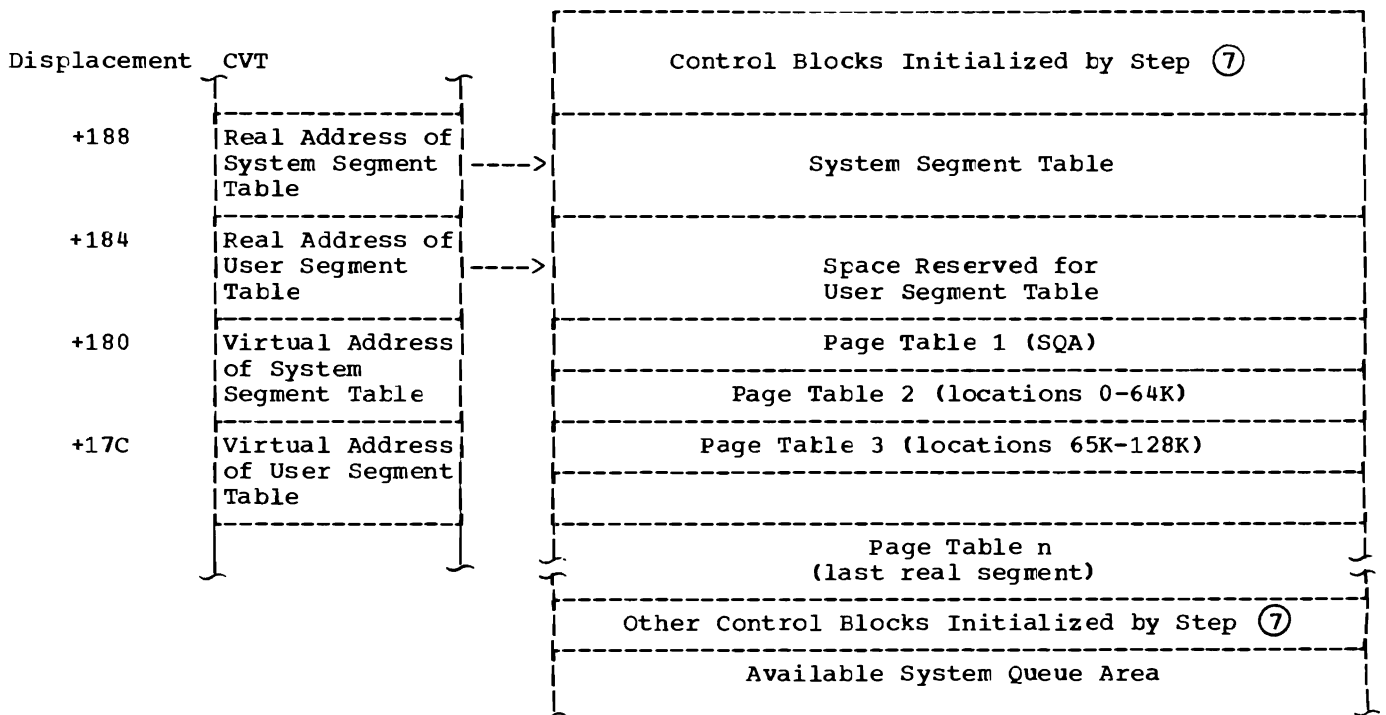 Control Blocks Initialized by Step ⑦
Displacement CVT
+188 Real Address of
System Segment
Table
---->
System Segment Table
+184 Real Address of
User Segment
Table
---->
Space Reserved for
User Segment Table
+180 Virtual Address
of System
Segment Table
Page Table 1 (SQA)
Page Table 2 (locations 0-64K)
+17C Virtual Address
of User Segment
Table
Page Table 3 (locations 65K-128K)
Page Table n
(last real segment)
Other Control Blocks Initialized by Step ⑦
Available System Queue Area